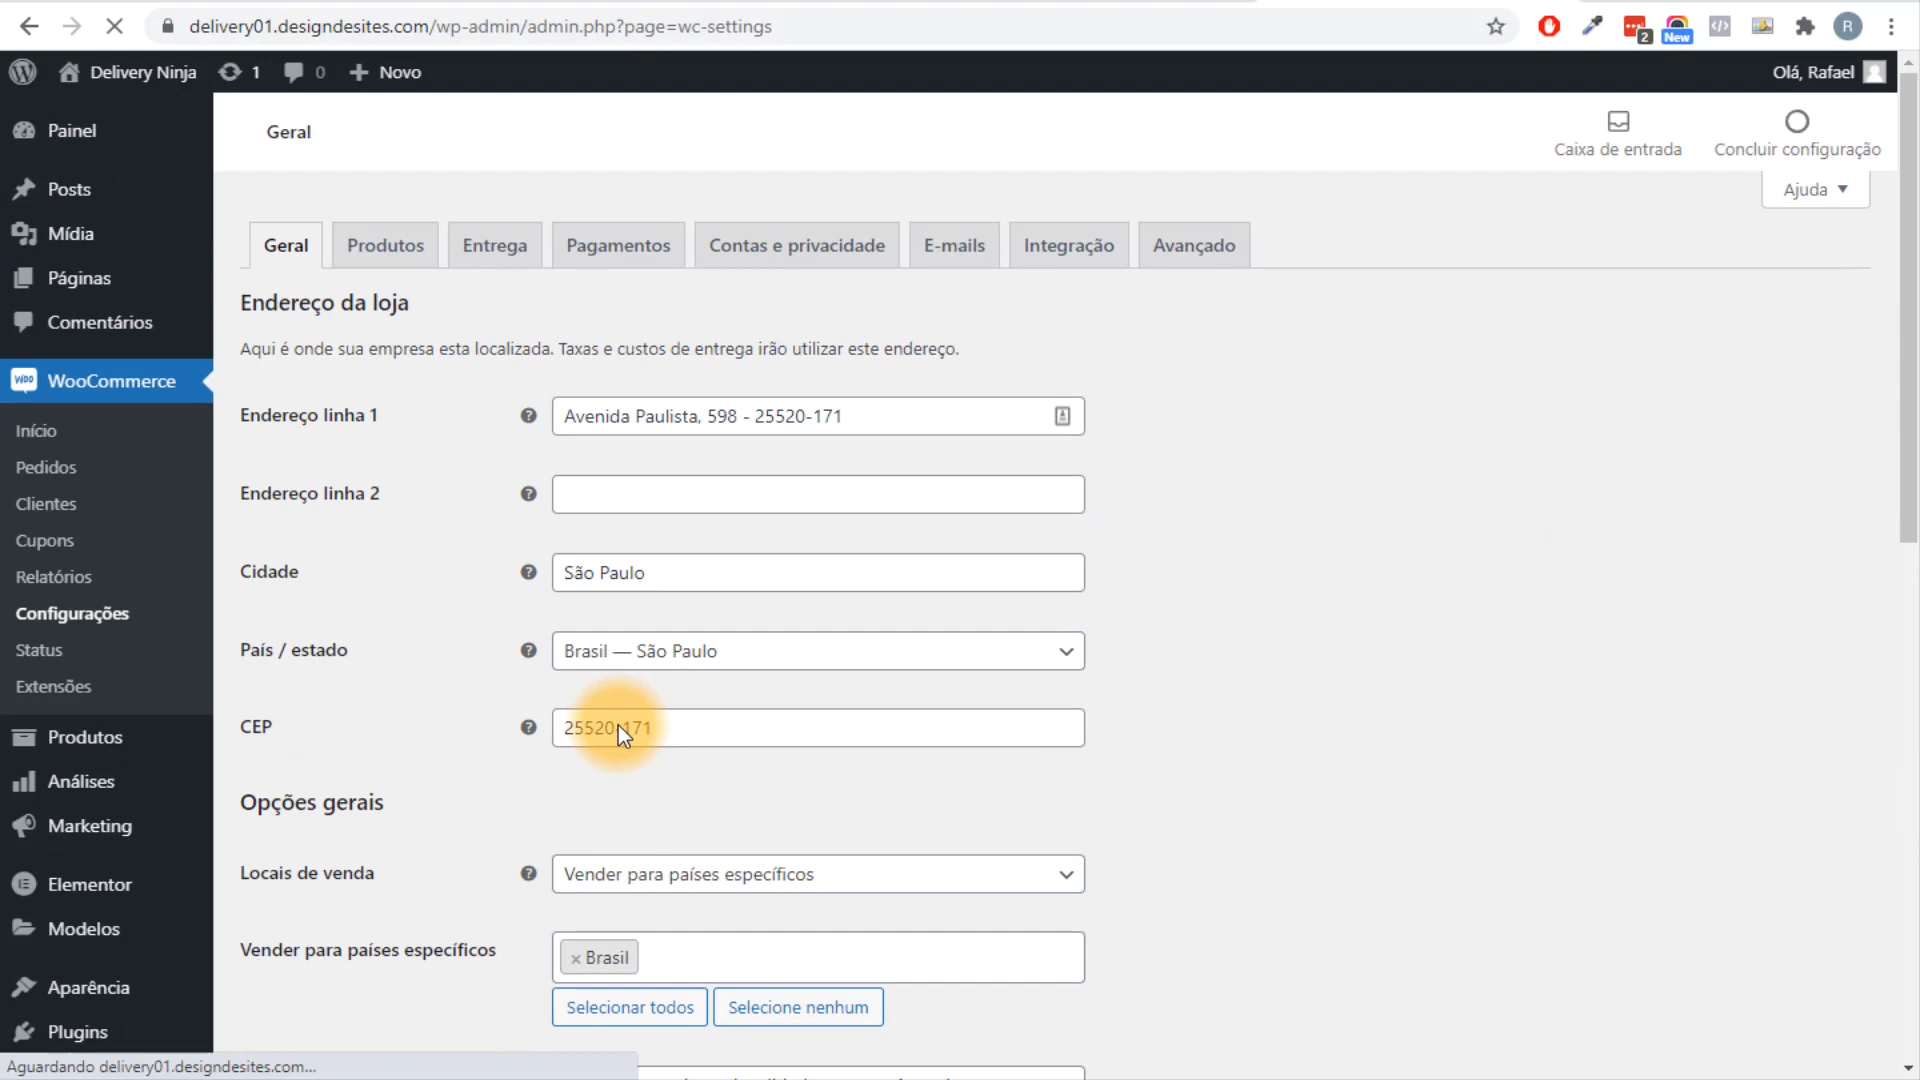 delivery01.designdesites.com/wp-admin/admin.php?page=wc-settings
2
New
R
Delivery Ninja
1
0
Novo
Olá, Rafael
Painel
Posts
Mídia
Páginas
Comentários
WooCommerce
Início
Pedidos
Clientes
Cupons
Relatórios
Configurações
Status
Extensões
Produtos
Análises
Marketing
Elementor
Modelos
Aparência
Plugins
Aguardando delivery01.designdesites.com...
Geral
Caixa de entrada
Concluir configuração
Ajuda
Geral
Produtos
Entrega
Pagamentos
Contas e privacidade
E-mails
Integração
Avançado
Endereço da loja
Aqui é onde sua empresa esta localizada. Taxas e custos de entrega irão utilizar este endereço.
Endereço linha 1
Avenida Paulista, 598 - 25520-171
Endereço linha 2
Cidade
São Paulo
País / estado
Brasil — São Paulo
CEP
25520-171
Opções gerais
Locais de venda
Vender para países específicos
Vender para países específicos
× Brasil
Selecionar todos
Selecione nenhum